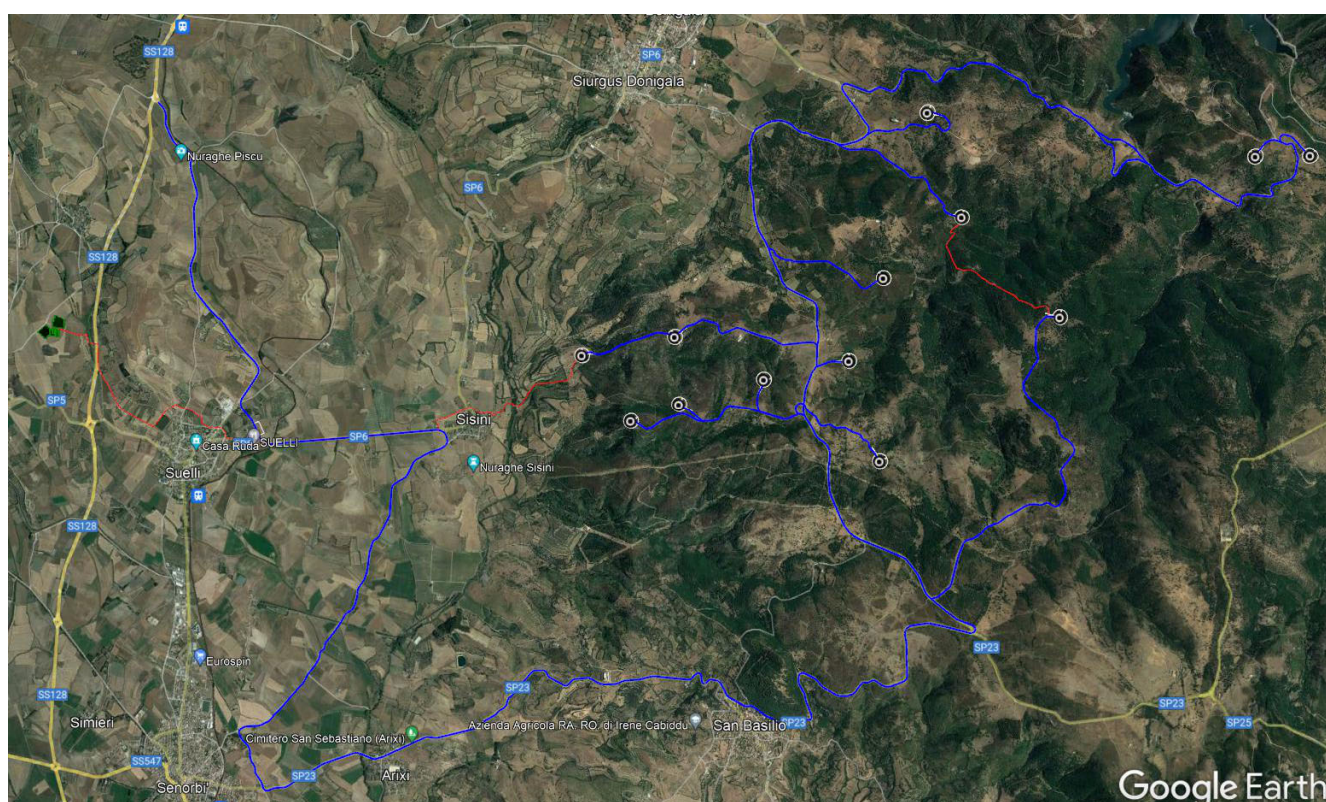 Donigala
SS128
SP6
Siurgus Donigala
Nuraghe Piscu
SP6
SS128
SP5
Sisini
SP6
SUELLI
Casa Ruda
Suelli
Nuraghe Sisini
SS128
Eurospin
SP23
SP23
SS128
Simieri
Azienda Agricola RA. RO. di Irene Cabiddu
San Basilio
SP23
SP23
SP25
Cimitero San Sebastiano (Arixi)
SS547
SP23
Arixi
Senorbì
Google Earth